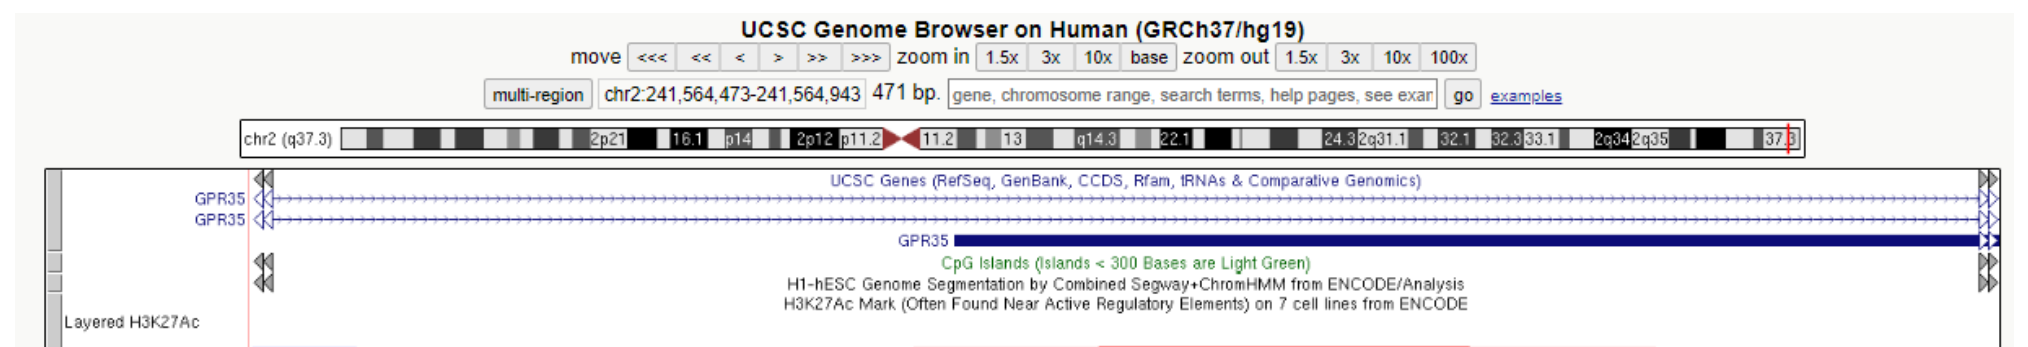 UCSC Genome Browser on Human (GRCh37/hg19)
move <<< << < > >> >>> zoom in 1.5x 3x 10x base zoom out 1.5x 3x 10x 100x
multi-region chr2:241,564,473-241,564,943 471 bp. gene, chromosome range, search terms, help pages, see exar go examples
chr2 (q37.3) 2p21 16.1 p14 2p12 p11.2 11.2 13 q14.3 22.1 24.3 2q31.1 32.1 32.3 33.1 2q34 2q35 37.3
UCSC Genes (RefSeq, GenBank, CCDS, Rfam, tRNAs & Comparative Genomics)
GPR35
GPR35
GPR35
CpG Islands (Islands < 300 Bases are Light Green)
H1-hESC Genome Segmentation by Combined Segway+ChromHMM from ENCODE/Analysis
H3K27Ac Mark (Often Found Near Active Regulatory Elements) on 7 cell lines from ENCODE
Layered H3K27Ac